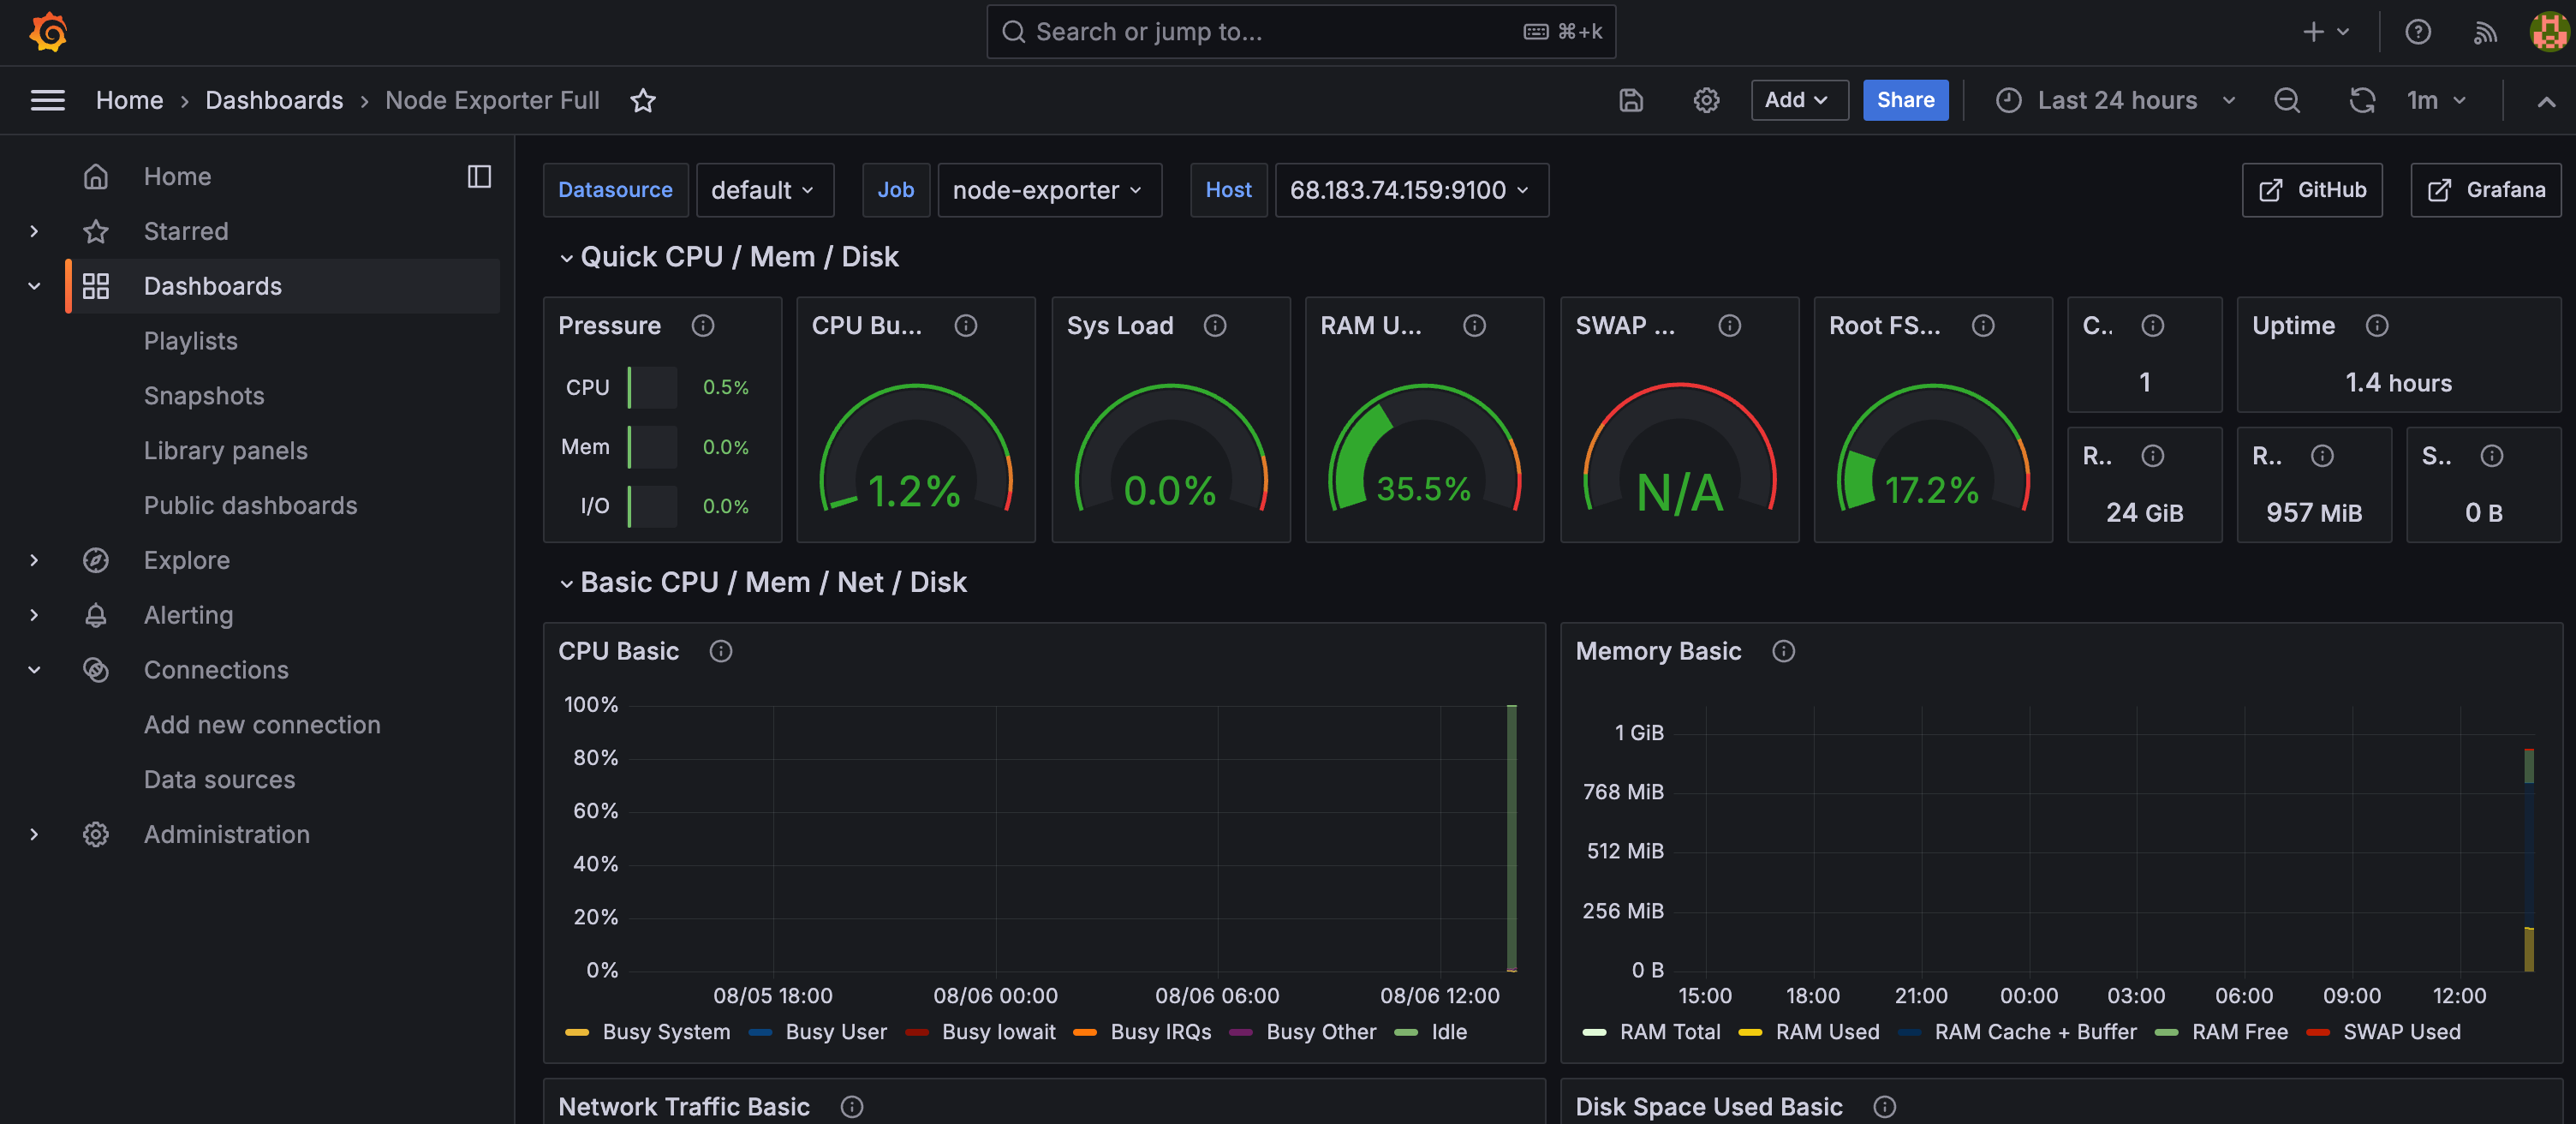 Search or jump to... ⌘+k
Home › Dashboards › Node Exporter Full
Add Share Last 24 hours 1m
Home
Starred
Dashboards
Playlists
Snapshots
Library panels
Public dashboards
Explore
Alerting
Connections
Add new connection
Data sources
Administration
Datasource default Job node-exporter Host 68.183.74.159:9100 GitHub Grafana
Quick CPU / Mem / Disk
Pressure
CPU 0.5%
Mem 0.0%
I/O 0.0%
CPU Bu...
1.2%
Sys Load
0.0%
RAM U...
35.5%
SWAP ...
N/A
Root FS...
17.2%
C..
1
Uptime
1.4 hours
R..
24 GiB
R..
957 MiB
S..
0 B
Basic CPU / Mem / Net / Disk
CPU Basic
100%
80%
60%
40%
20%
0%
08/05 18:00 08/06 00:00 08/06 06:00 08/06 12:00
Busy System Busy User Busy Iowait Busy IRQs Busy Other Idle
Memory Basic
1 GiB
768 MiB
512 MiB
256 MiB
0 B
15:00 18:00 21:00 00:00 03:00 06:00 09:00 12:00
RAM Total RAM Used RAM Cache + Buffer RAM Free SWAP Used
Network Traffic Basic
Disk Space Used Basic